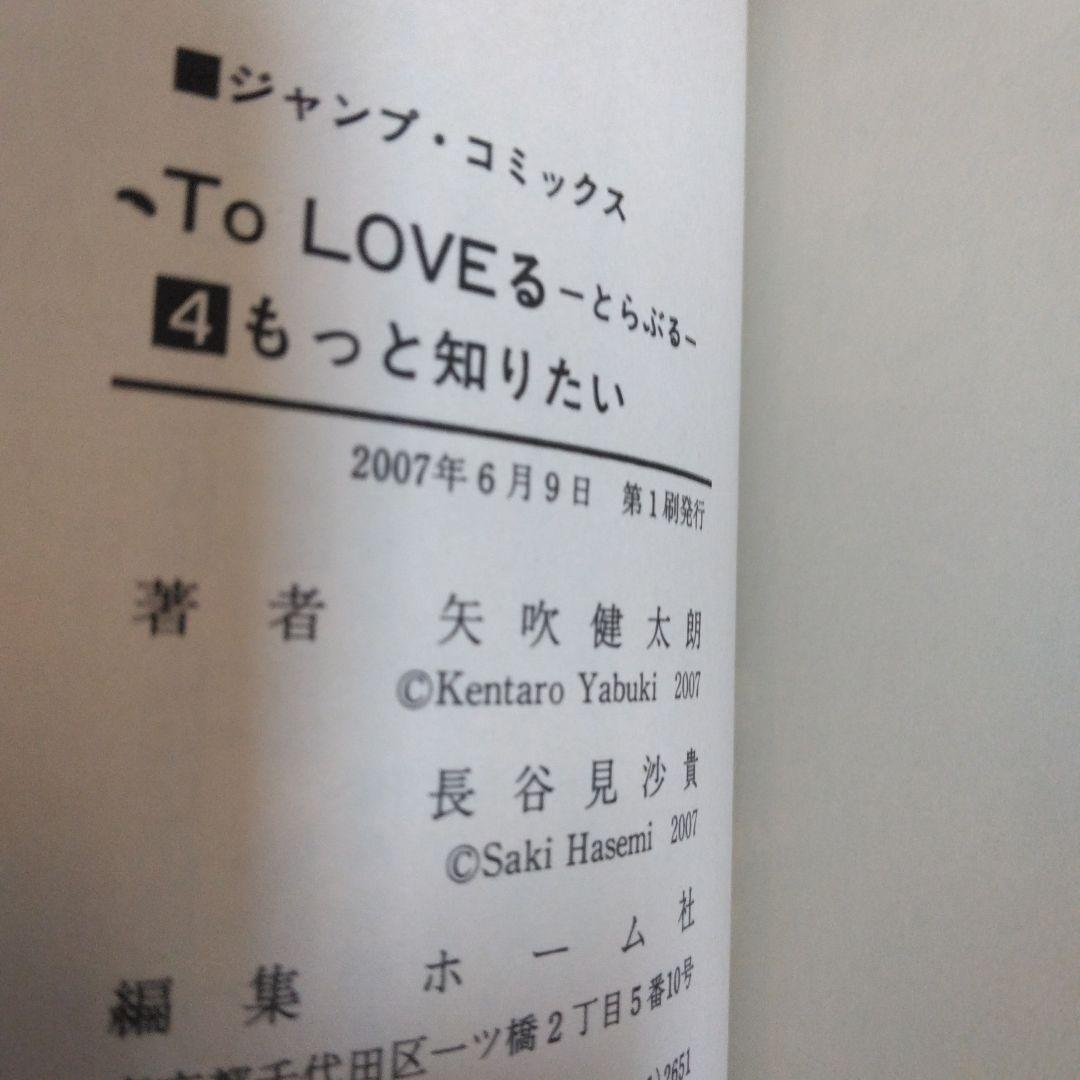 ■ジャンプ・コミックス
To LOVEる—とらぶる—
4もっと知りたい
2007年6月9日 第1刷発行
著者 矢吹健太朗
©Kentaro Yabuki 2007
長谷見沙貴
©Saki Hasemi 2007
編集 ホーム社
千代田区一ツ橋2丁目5番10号
2651